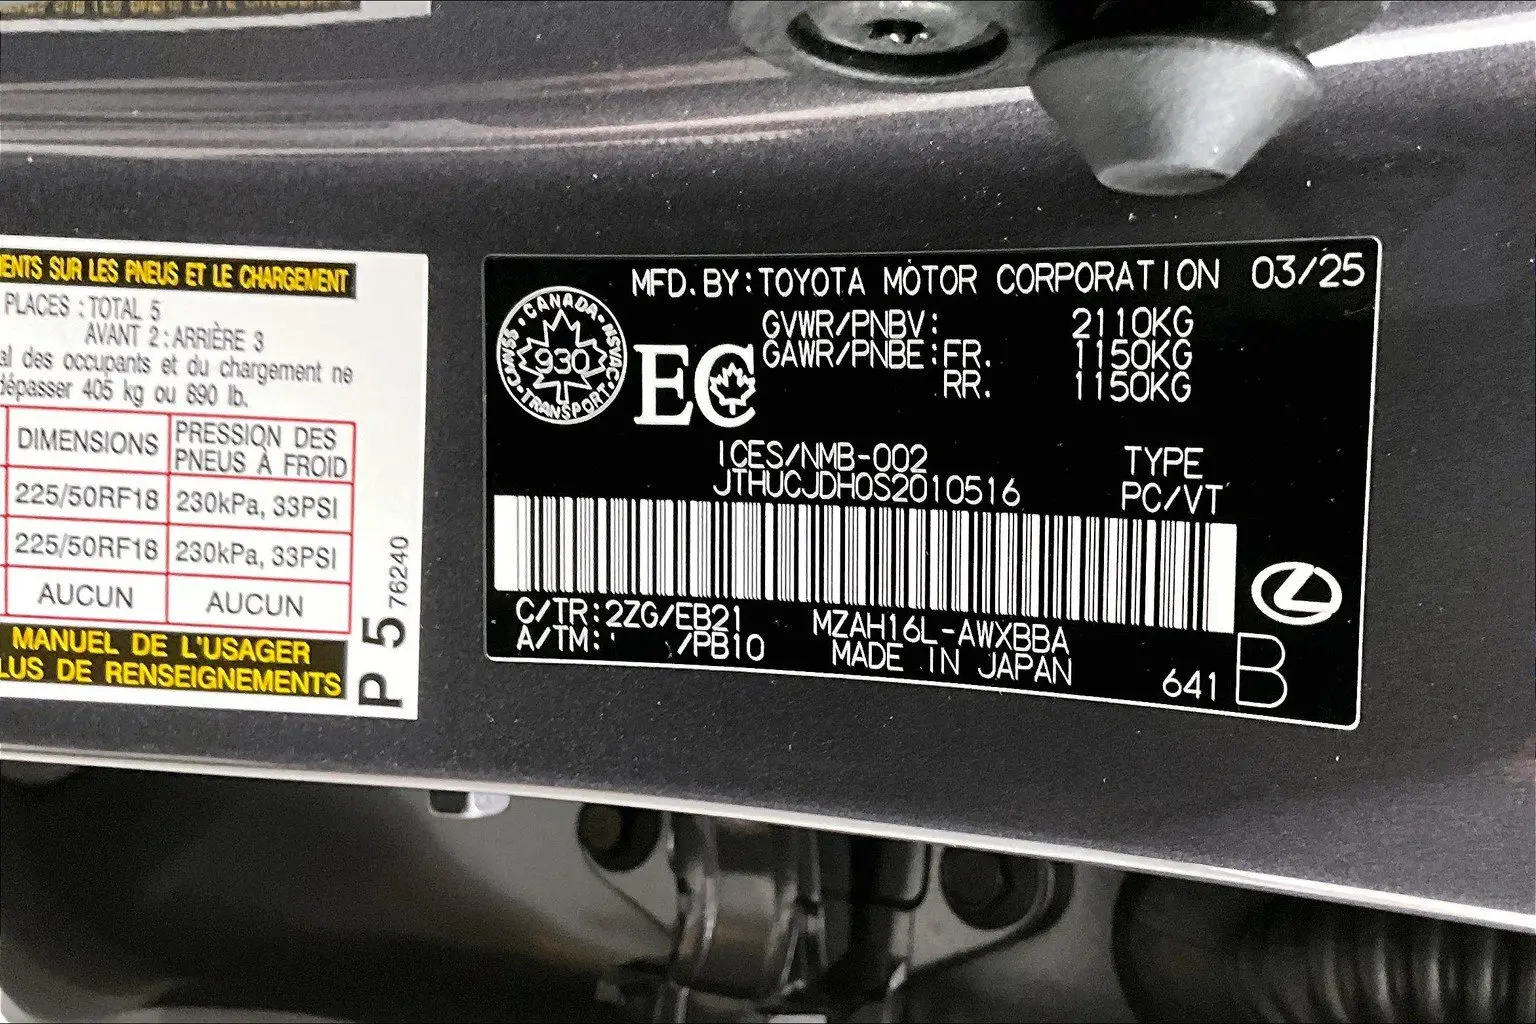 ENTS SUR LES PNEUS ET LE CHARGEMENT
PLACES : TOTAL 5
AVANT 2 : ARRIÈRE 3
al des occupants et du chargement ne
dépasser 405 kg ou 890 lb.
DIMENSIONS PRESSION DES PNEUS À FROID
225/50RF18 230kPa, 33PSI
225/50RF18 230kPa, 33PSI
AUCUN AUCUN
MANUEL DE L'USAGER
LUS DE RENSEIGNEMENTS
P 5 76240
MFD. BY: TOYOTA MOTOR CORPORATION 03/25
CANADA · NSVAC · TRANSPORT · CMVSS
930
EC
GVWR/PNBV: 2110KG
GAWR/PNBE: FR. 1150KG
RR. 1150KG
ICES/NMB-002
JTHUCJDH0S2010516
TYPE
PC/VT
C/TR: 2ZG/EB21 MZAH16L-AWXBBA
A/TM: /PB10 MADE IN JAPAN
641 B